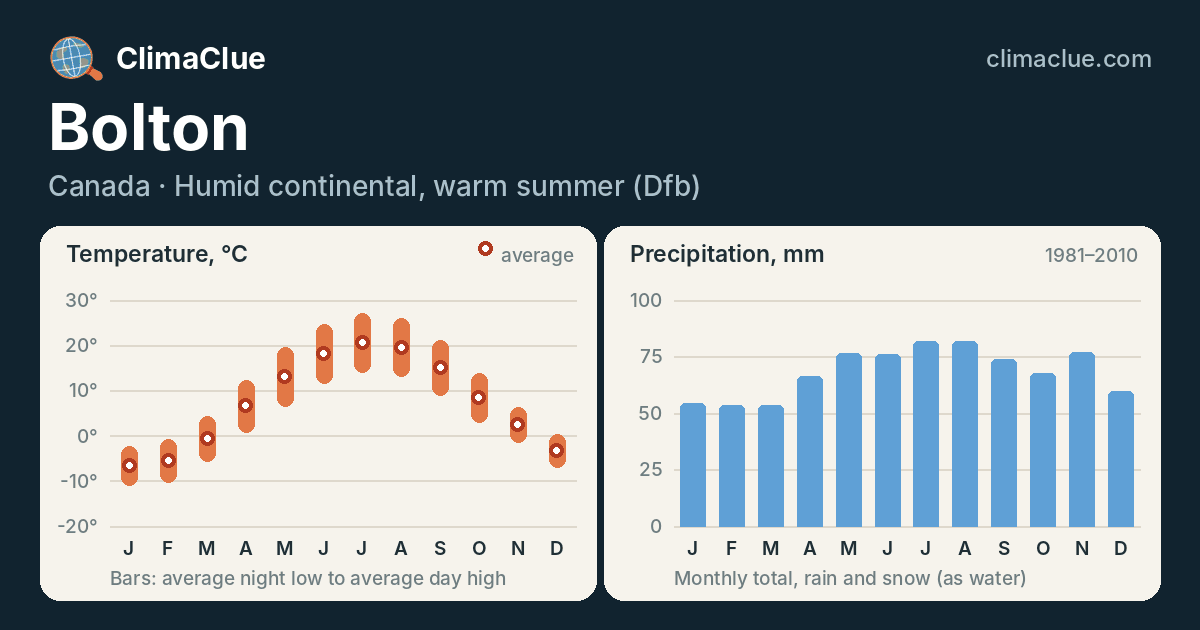 ClimaClue
climaclue.com
Bolton
Canada · Humid continental, warm summer (Dfb)
Temperature, °C
average
30°
20°
10°
0°
-10°
-20°
J F M A M J J A S O N D
Bars: average night low to average day high
Precipitation, mm
1981–2010
100
75
50
25
0
J F M A M J J A S O N D
Monthly total, rain and snow (as water)